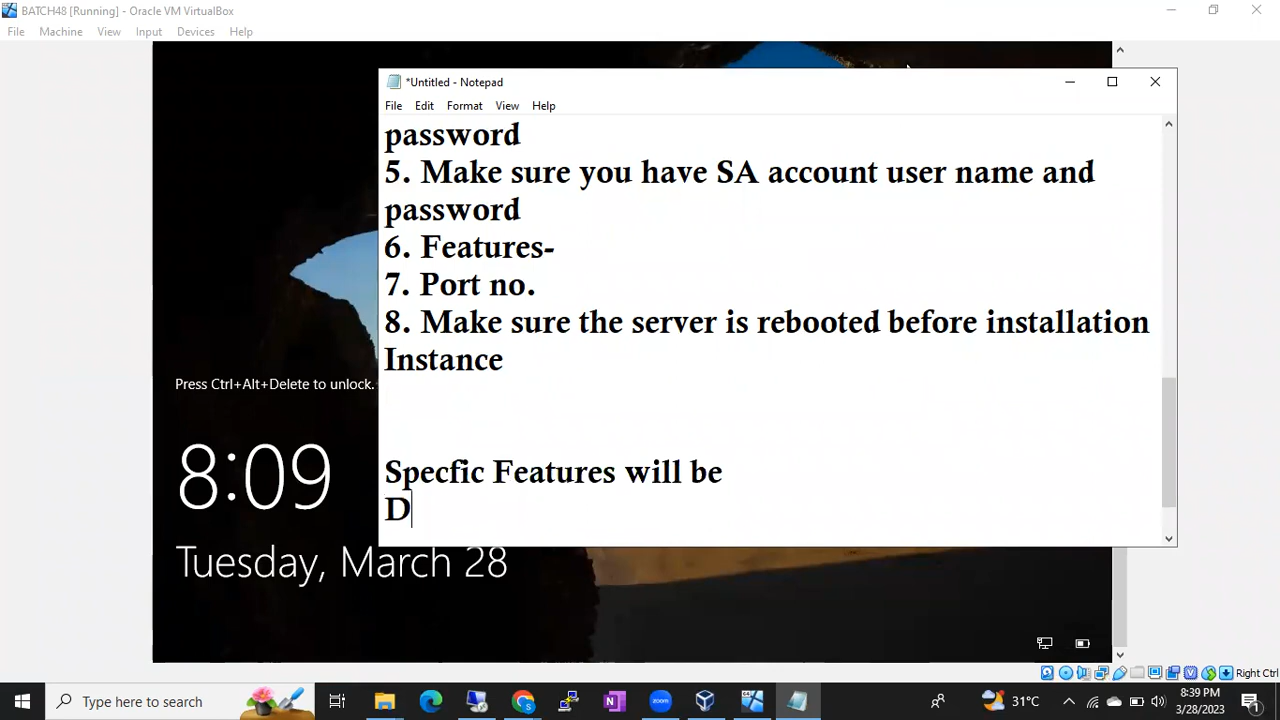 BATCH48 [Running] - Oracle VM VirtualBox
File Machine View Input Devices Help
*Untitled - Notepad
File Edit Format View Help
password
5. Make sure you have SA account user name and
password
6. Features-
7. Port no.
8. Make sure the server is rebooted before installation
Instance
Specfic Features will be
D
Press Ctrl+Alt+Delete to unlock.
8:09
Tuesday, March 28
Right Ctrl
Type here to search
31°C
8:39 PM
3/28/2023